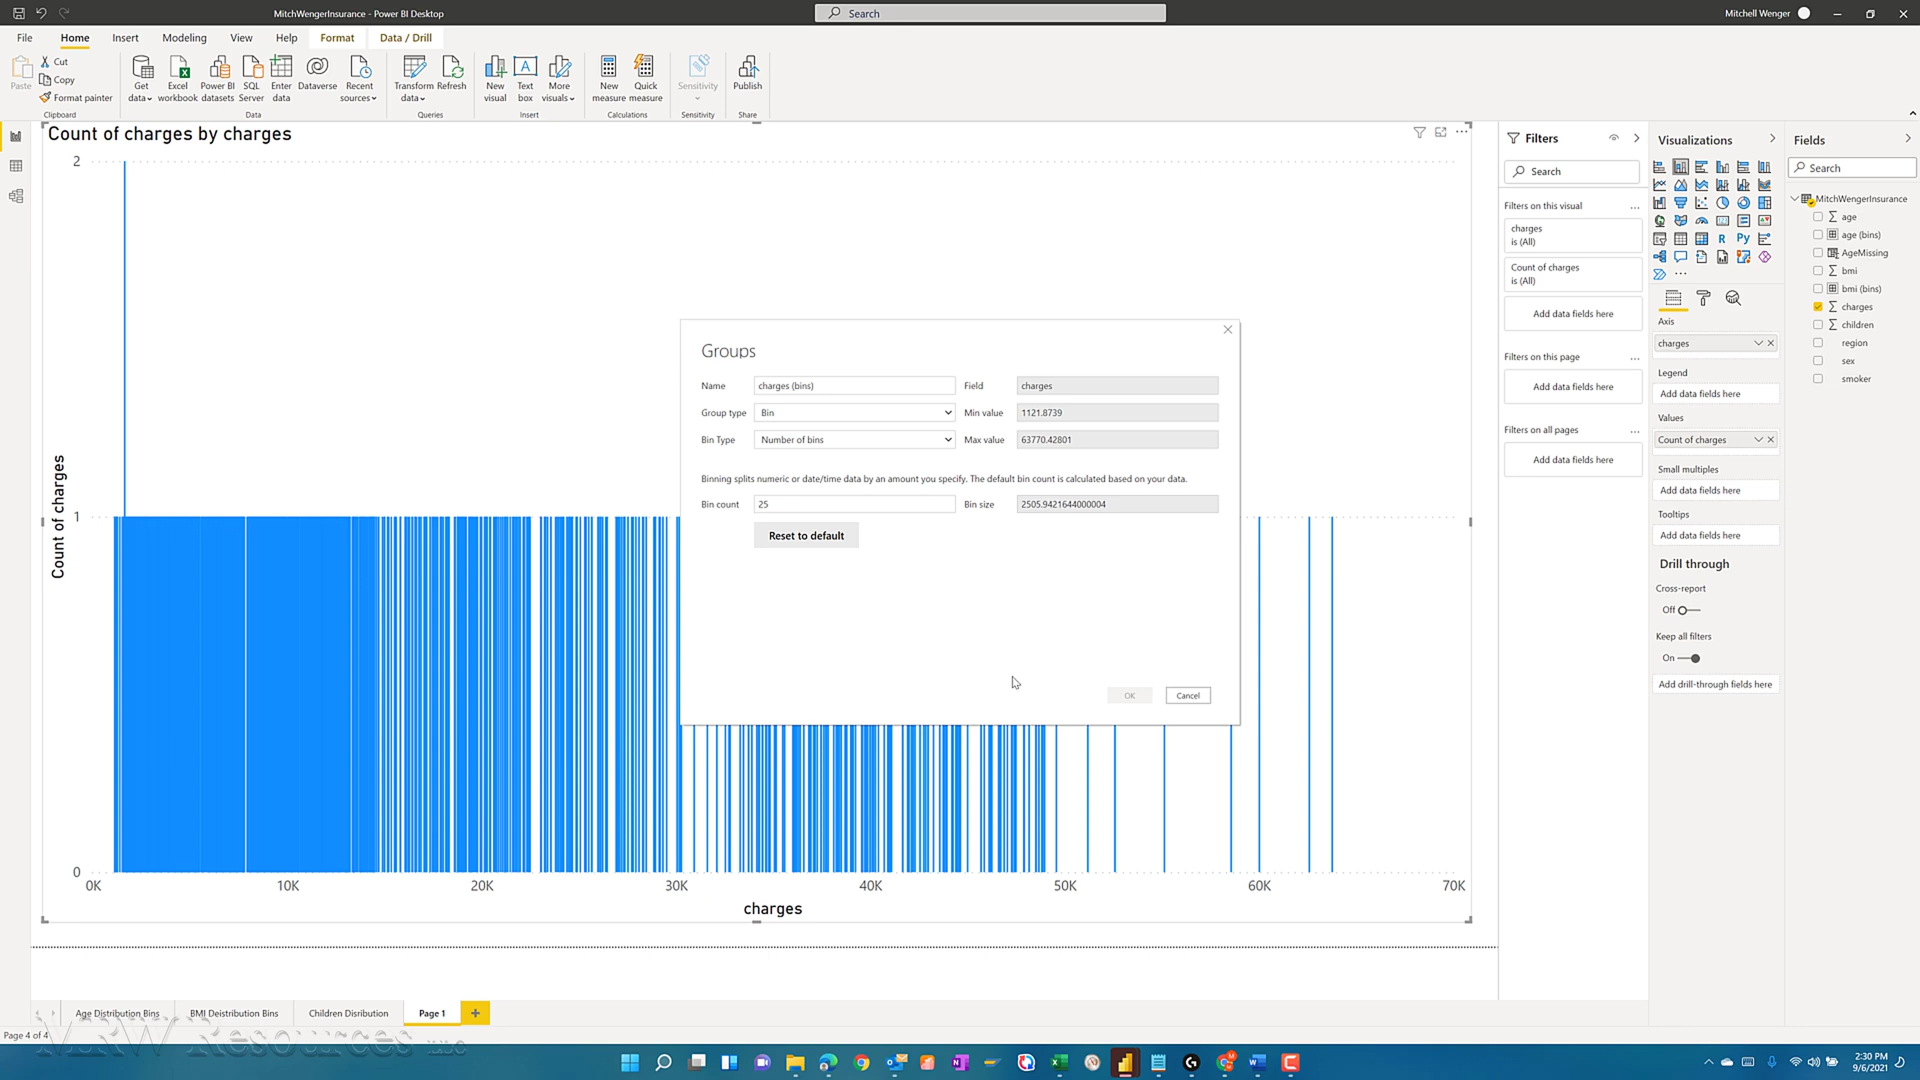 MitchWengerInsurance - Power BI Desktop
Search
Mitchell Wenger
File
Home
Insert
Modeling
View
Help
Format
Data / Drill
Paste
Cut
Copy
Format painter
Clipboard
Get data
Excel workbook
Power BI datasets
SQL Server
Enter data
Dataverse
Recent sources
Data
Transform data
Refresh
Queries
New visual
Text box
More visuals
Insert
New measure
Quick measure
Calculations
Sensitivity
Sensitivity
Publish
Share
Count of charges by charges
2
1
0
Count of charges
0K
10K
20K
30K
40K
50K
60K
70K
charges
Groups
Name
charges (bins)
Field
charges
Group type
Bin
Min value
1121.8739
Bin Type
Number of bins
Max value
63770.42801
Binning splits numeric or date/time data by an amount you specify. The default bin count is calculated based on your data.
Bin count
25
Bin size
2505.9421644000004
Reset to default
OK
Cancel
Filters
Search
Filters on this visual
charges
is (All)
Count of charges
is (All)
Add data fields here
Filters on this page
Add data fields here
Filters on all pages
Add data fields here
Visualizations
R
Py
Axis
charges
Legend
Add data fields here
Values
Count of charges
Small multiples
Add data fields here
Tooltips
Add data fields here
Drill through
Cross-report
Off
Keep all filters
On
Add drill-through fields here
Fields
Search
MitchWengerInsurance
age
age (bins)
AgeMissing
bmi
bmi (bins)
charges
children
region
sex
smoker
Age Distribution Bins
BMI Deistribution Bins
Children Disribution
Page 1
Page 4 of 4
MRW Resources LLC
2:30 PM
9/6/2021